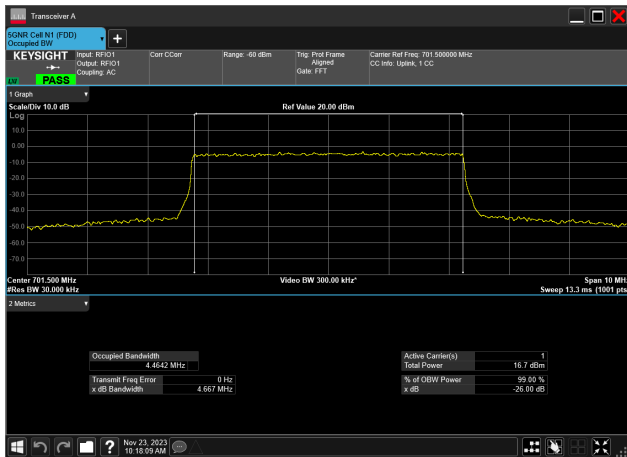 Transceiver A
5GNR Cell N1 (FDD)
Occupied BW
KEYSIGHT
LXI
PASS
Input: RFIO1
Output: RFIO1
Coupling: AC
Corr CCorr
Range: -60 dBm
Trig: Prot Frame
Aligned
Gate: FFT
Carrier Ref Freq: 701.500000 MHz
CC Info: Uplink, 1 CC
1 Graph
Scale/Div 10.0 dB
Ref Value 20.00 dBm
Log
10.0
0.00
-10.0
-20.0
-30.0
-40.0
-50.0
-60.0
-70.0
Center 701.500 MHz
Video BW 300.00 kHz*
Span 10 MHz
#Res BW 30.000 kHz
Sweep 13.3 ms (1001 pts
2 Metrics
Occupied Bandwidth
4.4642 MHz
Transmit Freq Error 0 Hz
x dB Bandwidth 4.667 MHz
Active Carrier(s) 1
Total Power 16.7 dBm
% of OBW Power 99.00 %
x dB -26.00 dB
Nov 23, 2023
10:18:09 AM